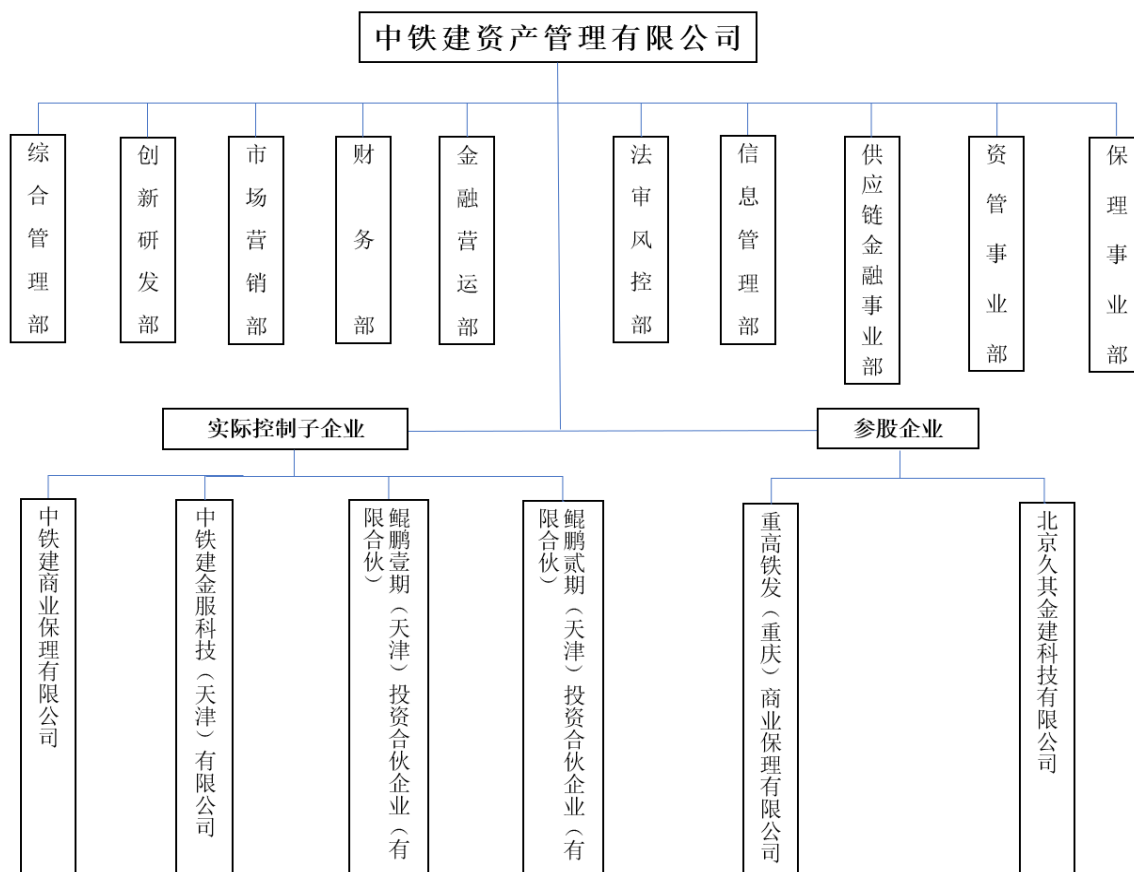 中铁建资产管理有限公司
综合管理部
创新研发部
市场营销部
财务部
金融营运部
法审风控部
信息管理部
供应链金融事业部
资管事业部
保理事业部
实际控制子企业
参股企业
中铁建商业保理有限公司
中铁建金服科技（天津）有限公司
鲲鹏壹期（天津）投资合伙企业（有
限合伙）
鲲鹏贰期（天津）投资合伙企业（有
限合伙）
重高铁发（重庆）商业保理有限公司
北京久其金建科技有限公司